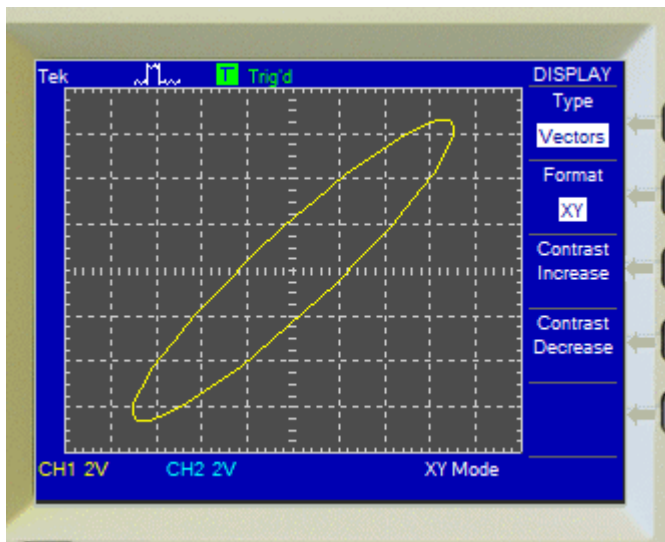 Tek T Trig'd DISPLAY
Type
Vectors
Format
XY
Contrast
Increase
Contrast
Decrease
CH1 2V CH2 2V XY Mode